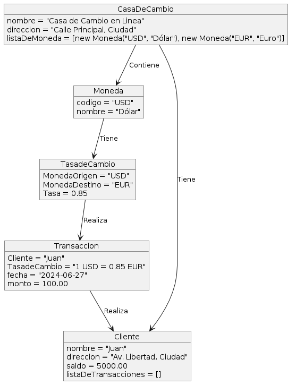 CasaDeCambio
nombre = "Casa de Cambio en Linea"
direccion = "Calle Principal, Ciudad"
listaDeMoneda = [new Moneda("USD", "Dólar"), new Moneda("EUR", "Euro")]
Contiene
Moneda
codigo = "USD"
nombre = "Dólar"
Tiene
Tiene
TasadeCambio
MonedaOrigen = "USD"
MonedaDestino = "EUR"
Tasa = 0.85
Realiza
Transaccion
Cliente = "Juan"
TasadeCambio = "1 USD = 0.85 EUR"
fecha = "2024-06-27"
monto = 100.00
Realiza
Cliente
nombre = "Juan"
direccion = "Av. Libertad, Ciudad"
saldo = 5000.00
listaDeTransacciones = []